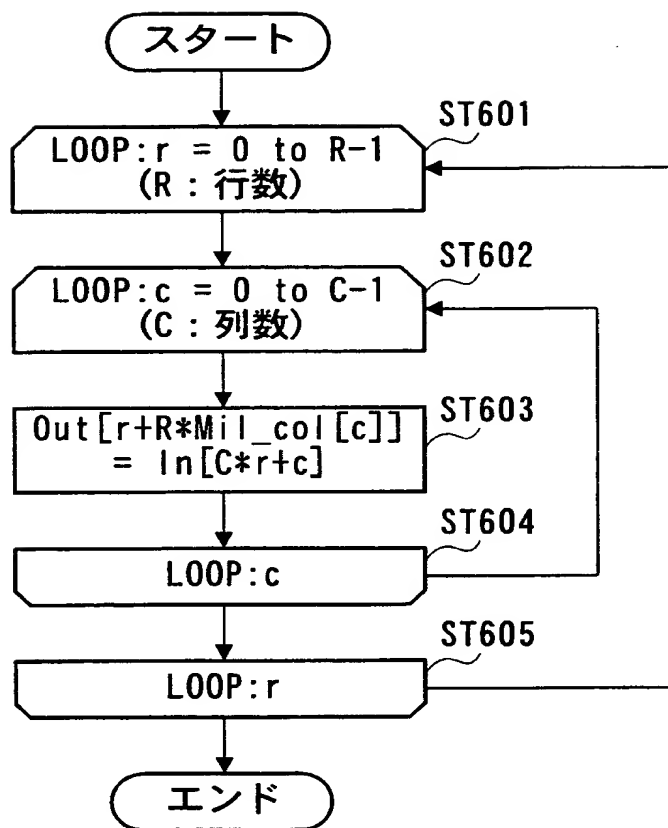 スタート
ST601
LOOP:r = 0 to R-1
(R:行数)
ST602
LOOP:c = 0 to C-1
(C:列数)
ST603
Out[r+R*Mil_col[c]]
= In[C*r+c]
ST604
LOOP:c
ST605
LOOP:r
エンド